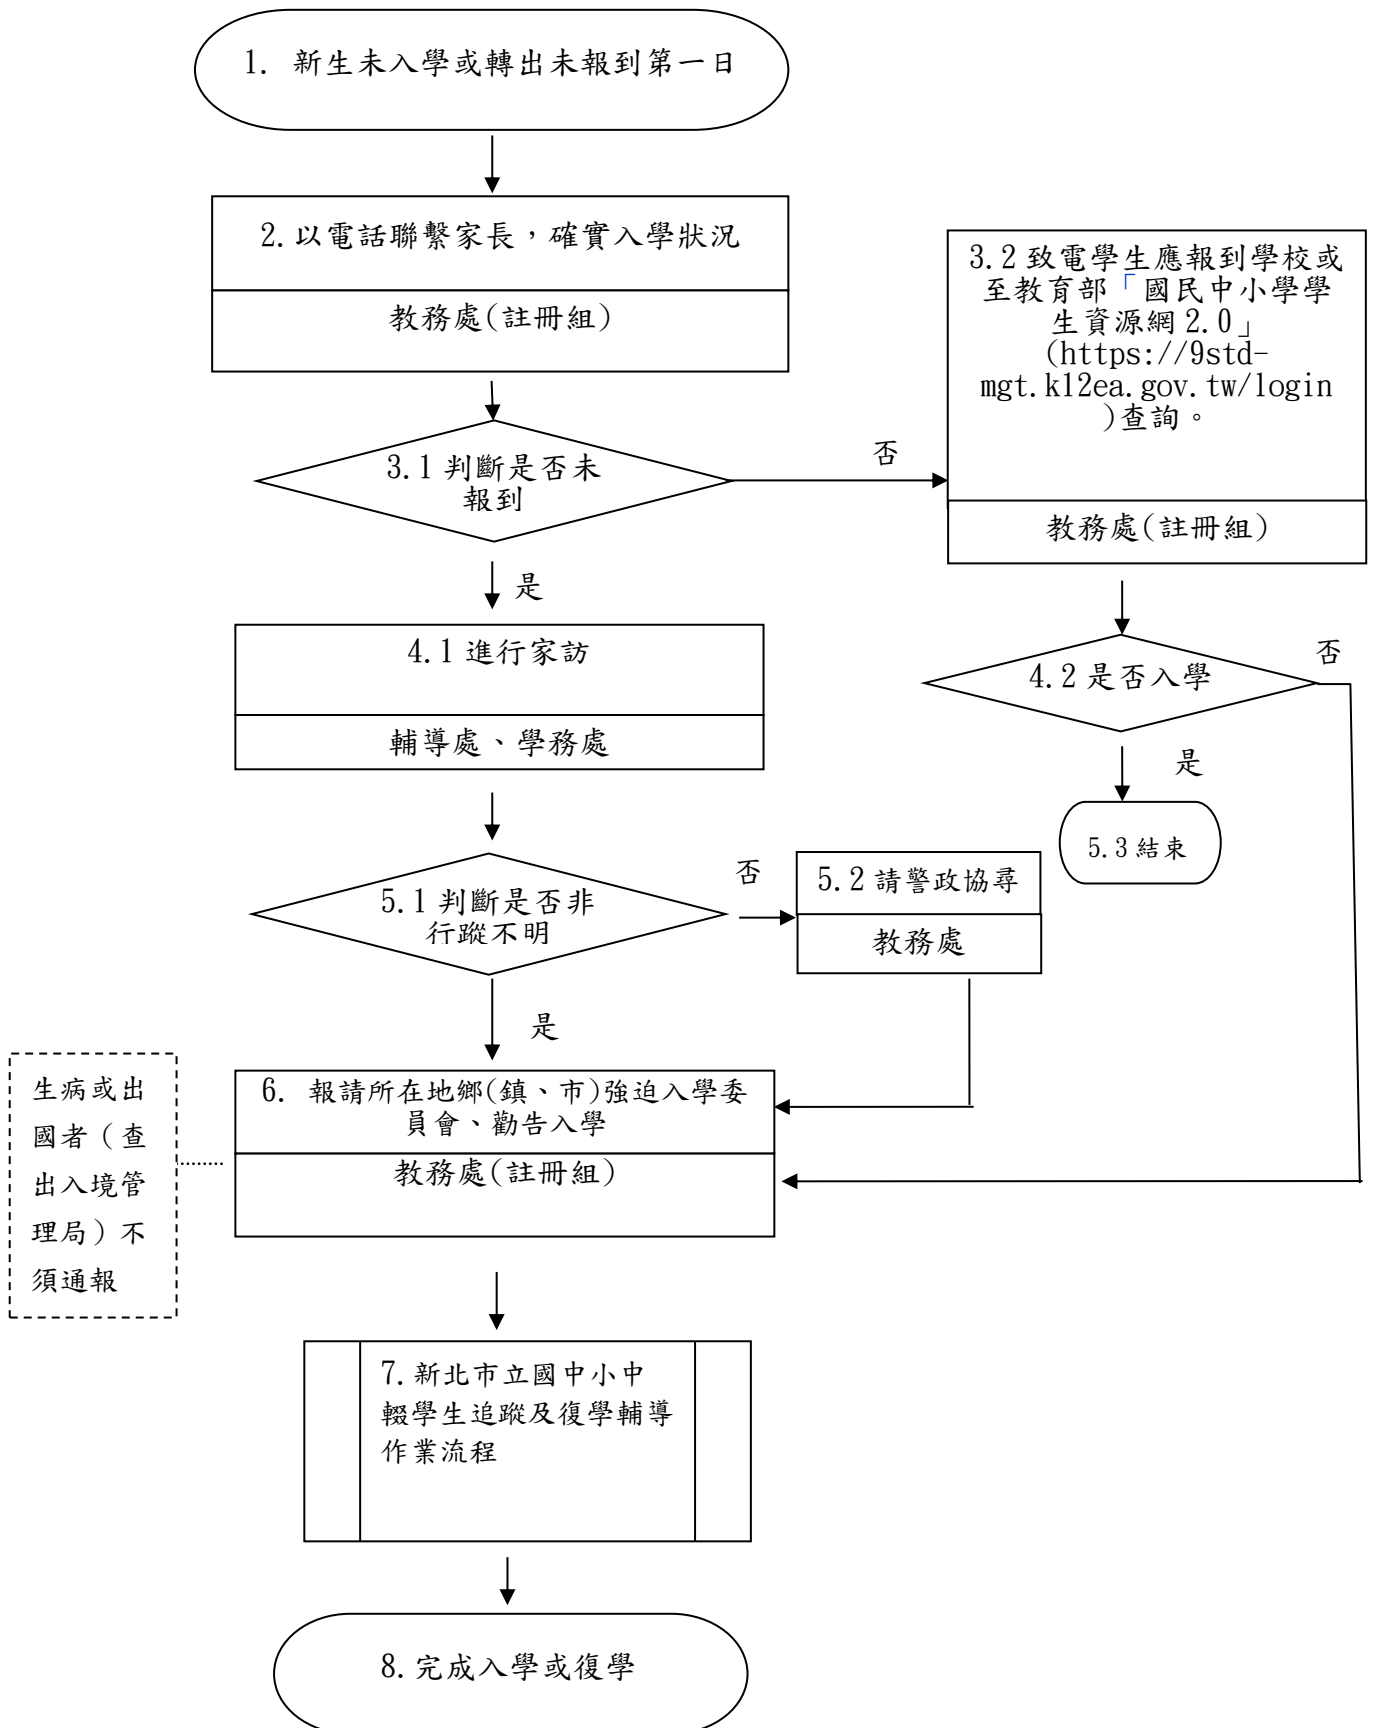 1. 新生未入學或轉出未報到第一日
2.以電話聯繫家長，確實入學狀況
教務處(註冊組)
3.2 致電學生應報到學校或
至教育部「國民中小學學
生資源網 2.0」
(https://9std-
mgt.k12ea.gov.tw/login
)查詢。
教務處(註冊組)
3.1 判斷是否未
報到
否
是
4.1 進行家訪
輔導處、學務處
4.2 是否入學
否
是
5.3 結束
5.1 判斷是否非
行蹤不明
否
5.2 請警政協尋
教務處
是
生病或出
國者（查
出入境管
理局）不
須通報
6. 報請所在地鄉(鎮、市)強迫入學委
員會、勸告入學
教務處(註冊組)
7.新北市立國中小中
輟學生追蹤及復學輔導
作業流程
8.完成入學或復學